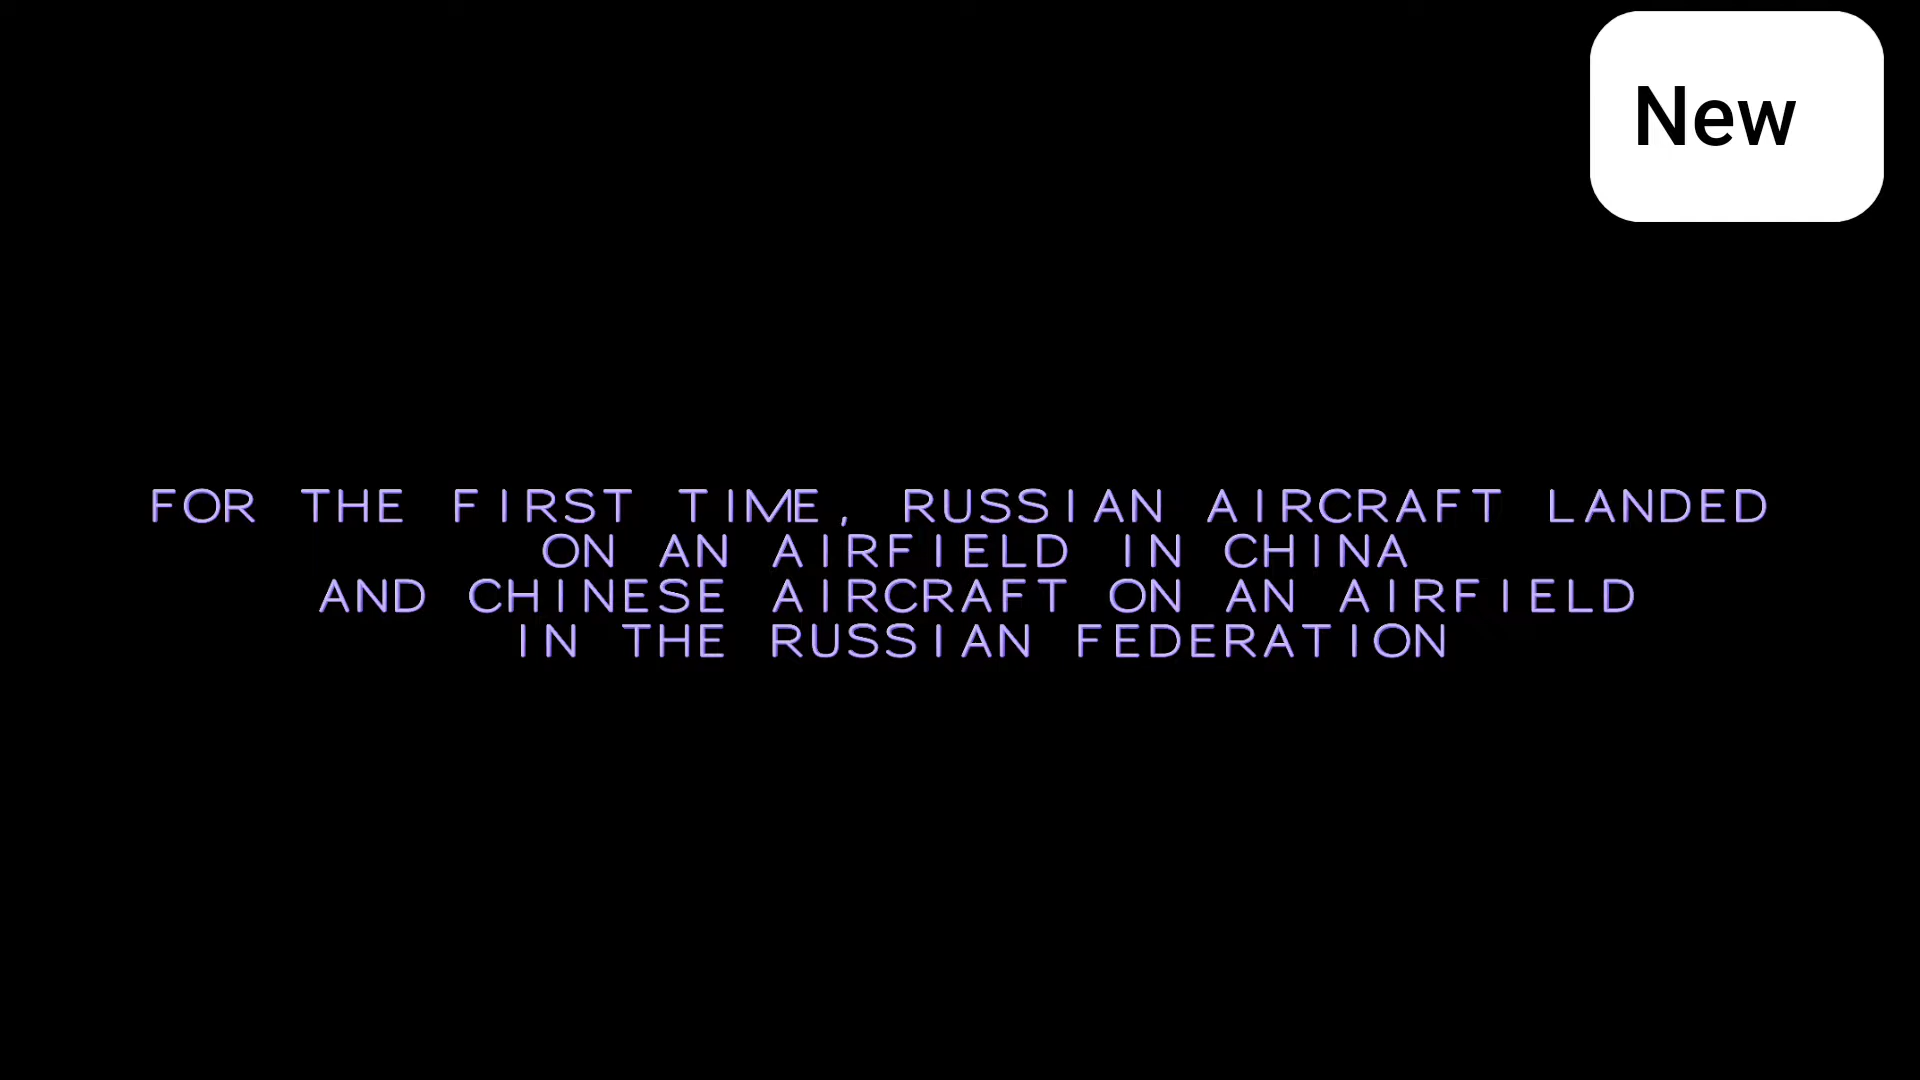 New
FOR THE FIRST TIME, RUSSIAN AIRCRAFT LANDED
ON AN AIRFIELD IN CHINA
AND CHINESE AIRCRAFT ON AN AIRFIELD
IN THE RUSSIAN FEDERATION